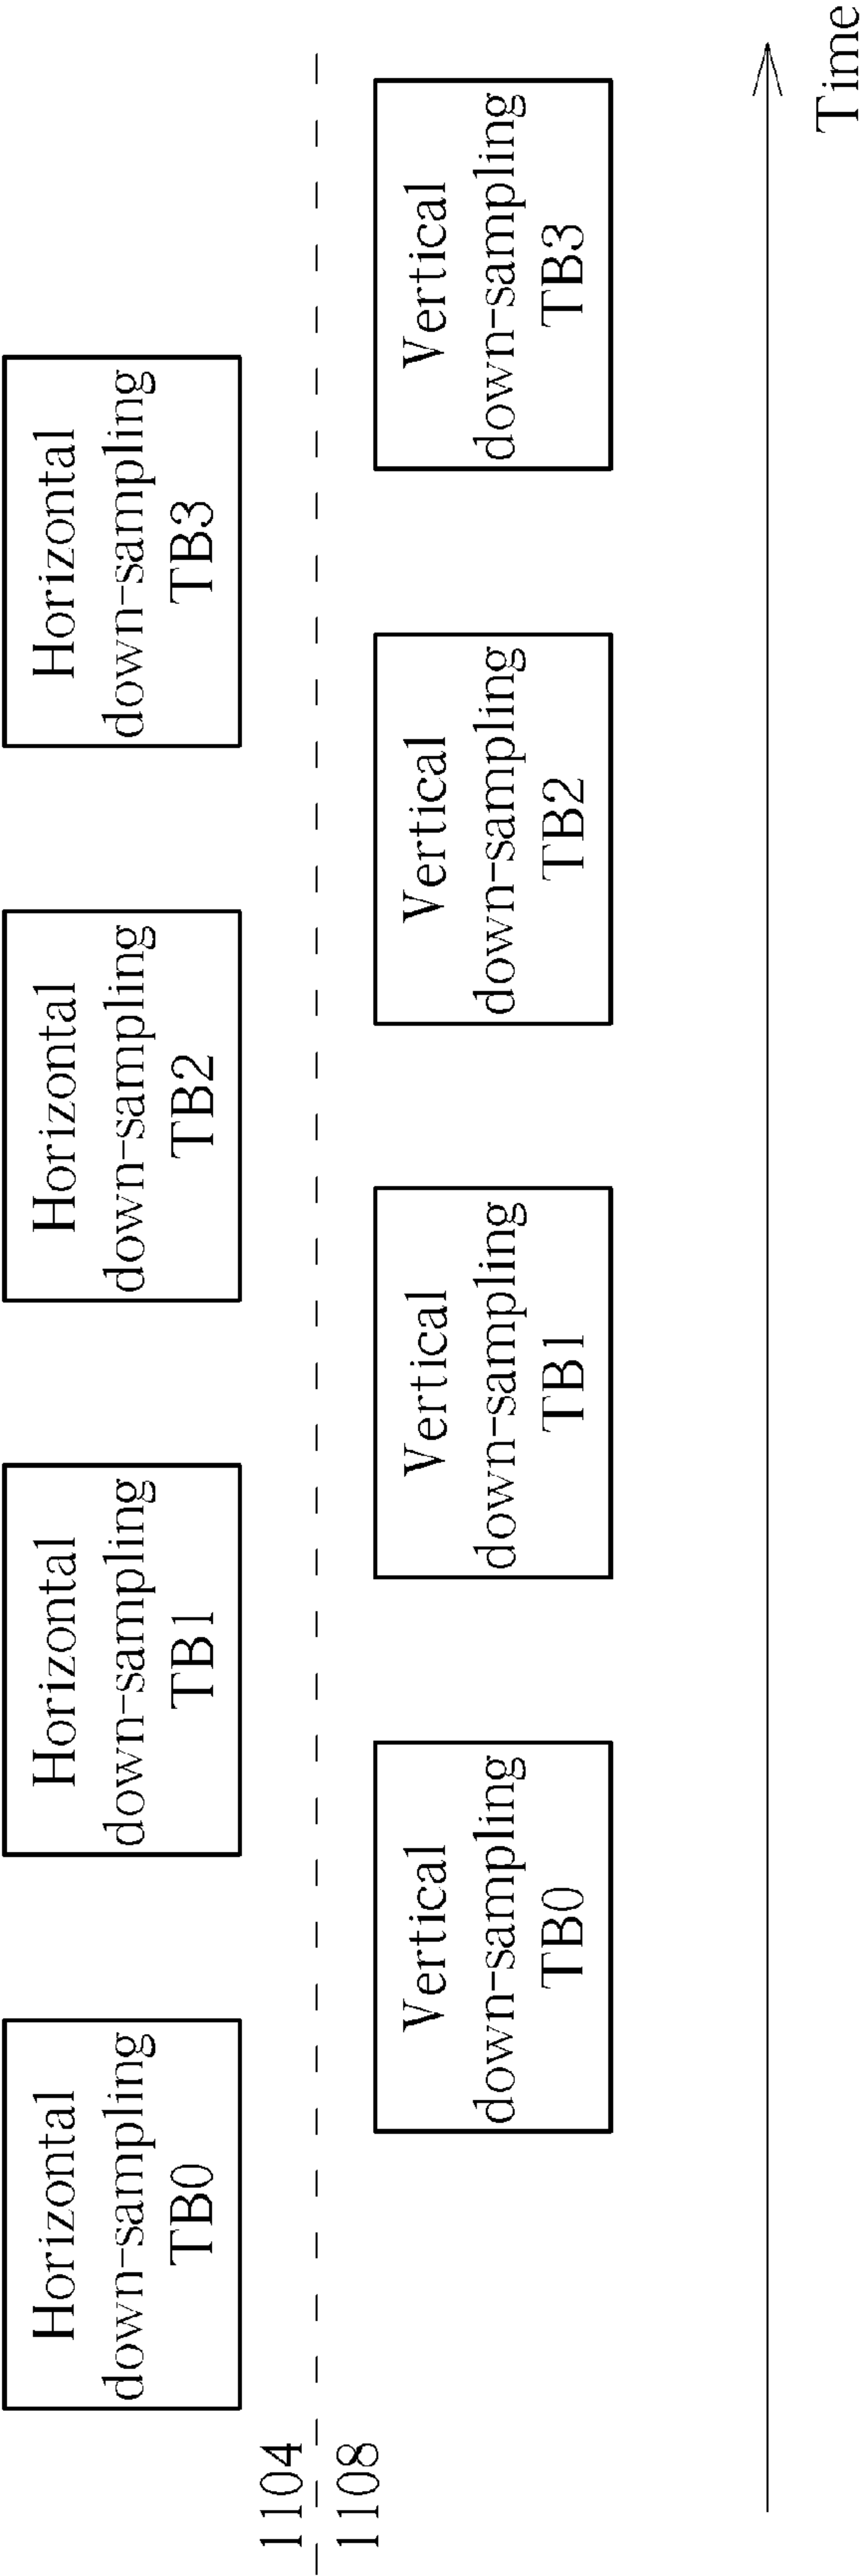 Horizontal
down-sampling
TB0
Horizontal
down-sampling
TB1
Horizontal
down-sampling
TB2
Horizontal
down-sampling
TB3
1104
1108
Vertical
down-sampling
TB0
Vertical
down-sampling
TB1
Vertical
down-sampling
TB2
Vertical
down-sampling
TB3
Time